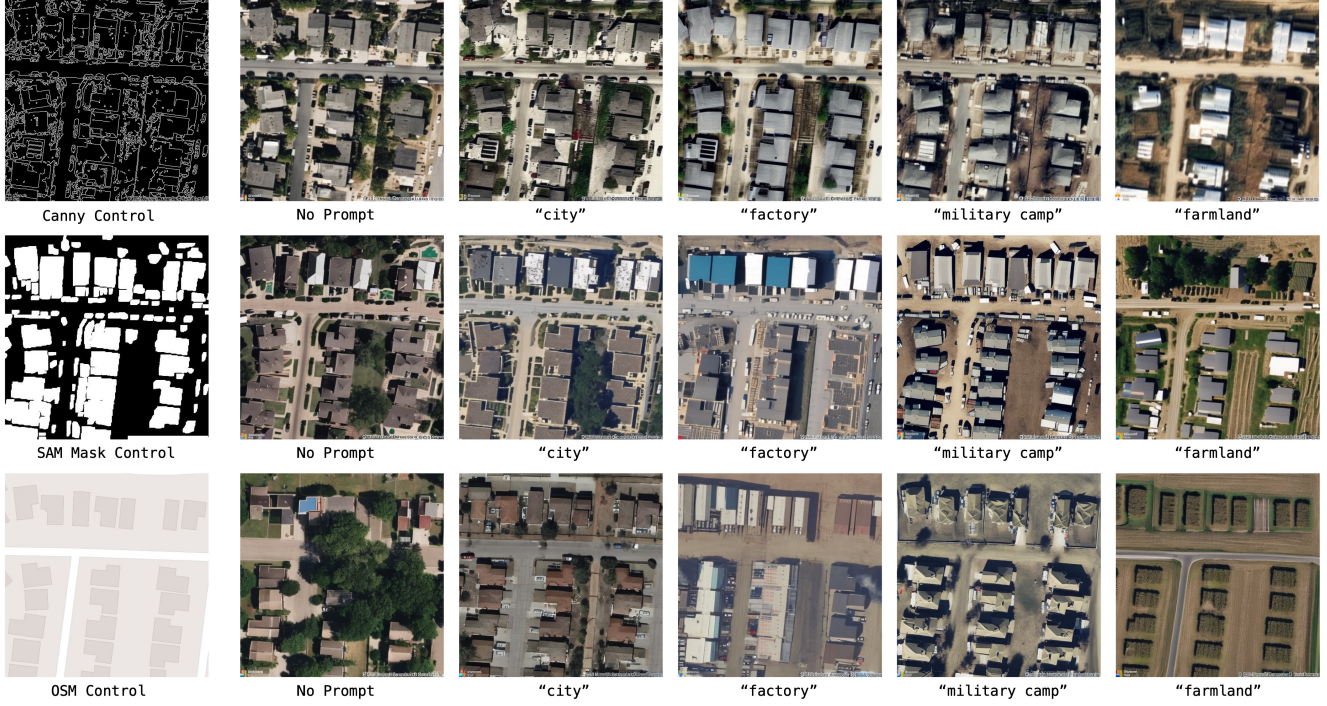 Canny Control
No Prompt
“city”
“factory”
“military camp”
“farmland”
SAM Mask Control
No Prompt
“city”
“factory”
“military camp”
“farmland”
OSM Control
No Prompt
“city”
“factory”
“military camp”
“farmland”